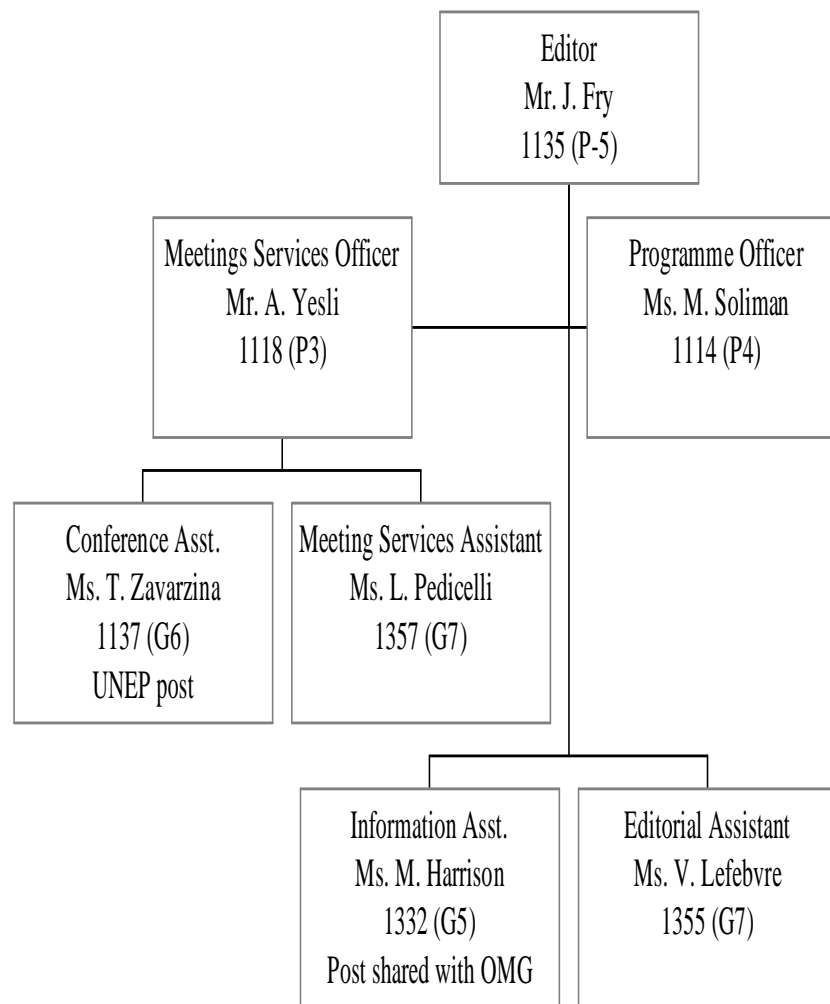 Editor
Mr. J. Fry
1135 (P-5)
Meetings Services Officer
Mr. A. Yesli
1118 (P3)
Programme Officer
Ms. M. Soliman
1114 (P4)
Conference Asst.
Ms. T. Zavarzina
1137 (G6)
UNEP post
Meeting Services Assistant
Ms. L. Pedicelli
1357 (G7)
Information Asst.
Ms. M. Harrison
1332 (G5)
Post shared with OMG
Editorial Assistant
Ms. V. Lefebvre
1355 (G7)